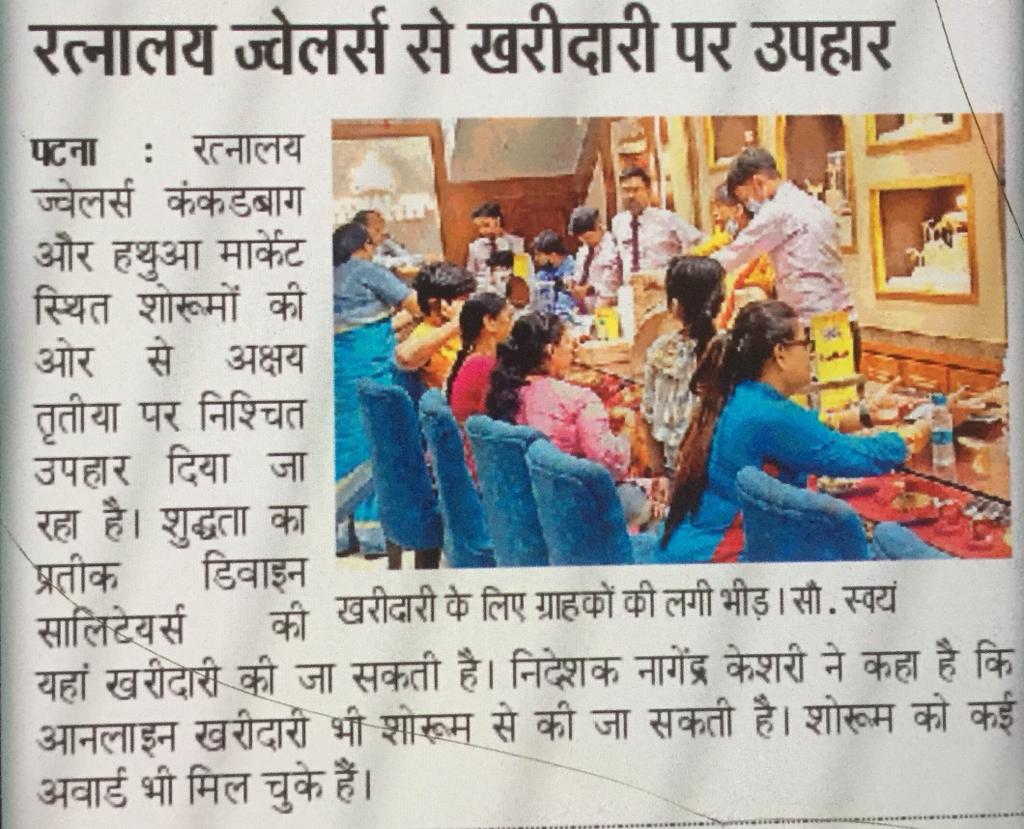 रत्नालय ज्वेलर्स से खरीदारी पर उपहार
पटना : रत्नालय
ज्वेलर्स कंकडबाग
और हथुआ मार्केट
स्थित शोरूमों की
ओर से अक्षय
तृतीया पर निश्चित
उपहार दिया जा
रहा है। शुद्धता का
प्रतीक डिवाइन
सालिटेयर्स की
यहां खरीदारी की जा सकती है। निदेशक नागेंद्र केशरी ने कहा है कि
आनलाइन खरीदारी भी शोरूम से की जा सकती है। शोरूम को कई
अवार्ड भी मिल चुके हैं।
खरीदारी के लिए ग्राहकों की लगी भीड़ । सौ. स्वयं